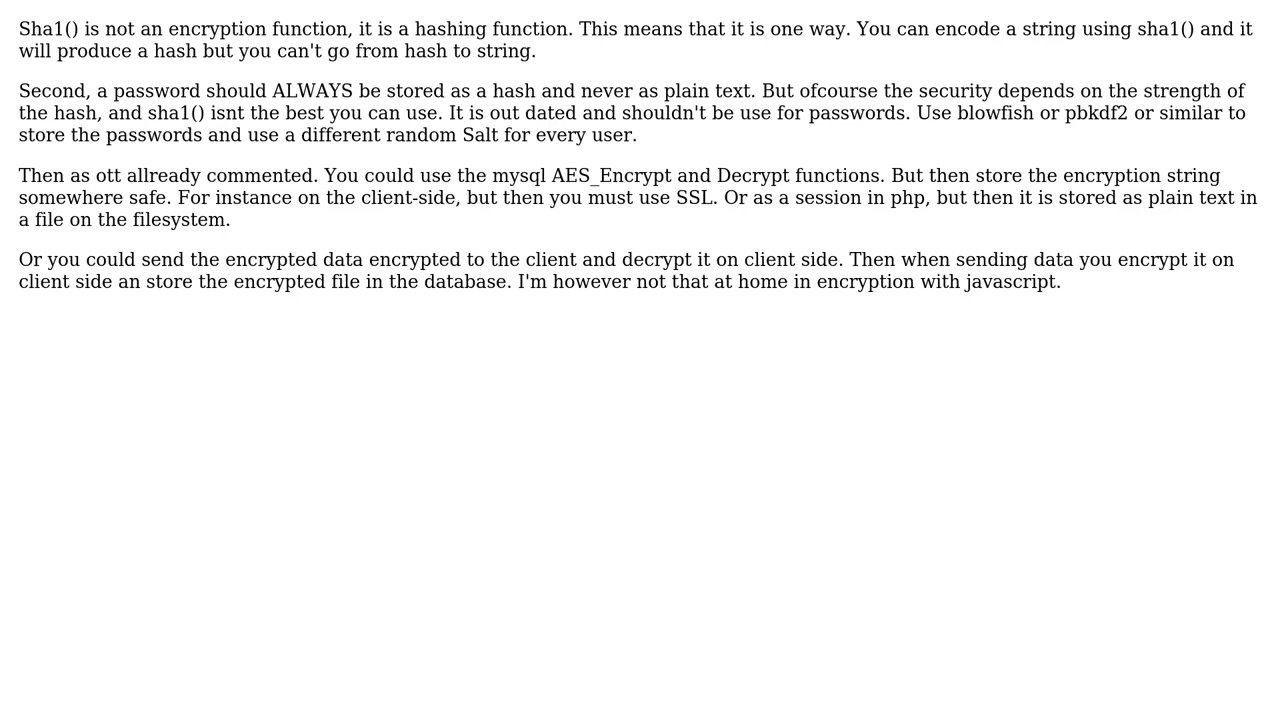 Sha1() is not an encryption function, it is a hashing function. This means that it is one way. You can encode a string using sha1() and it
will produce a hash but you can't go from hash to string.
Second, a password should ALWAYS be stored as a hash and never as plain text. But ofcourse the security depends on the strength of
the hash, and sha1() isnt the best you can use. It is out dated and shouldn't be use for passwords. Use blowfish or pbkdf2 or similar to
store the passwords and use a different random Salt for every user.
Then as ott allready commented. You could use the mysql AES_Encrypt and Decrypt functions. But then store the encryption string
somewhere safe. For instance on the client-side, but then you must use SSL. Or as a session in php, but then it is stored as plain text in
a file on the filesystem.
Or you could send the encrypted data encrypted to the client and decrypt it on client side. Then when sending data you encrypt it on
client side an store the encrypted file in the database. I'm however not that at home in encryption with javascript.